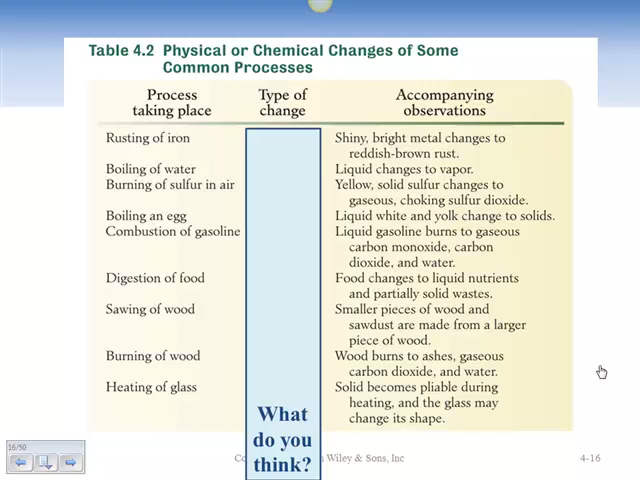 Table 4.2 Physical or Chemical Changes of Some
Common Processes
Process taking place Type of change Accompanying observations
Rusting of iron Shiny, bright metal changes to
reddish-brown rust.
Boiling of water Liquid changes to vapor.
Burning of sulfur in air Yellow, solid sulfur changes to
gaseous, choking sulfur dioxide.
Boiling an egg Liquid white and yolk change to solids.
Combustion of gasoline Liquid gasoline burns to gaseous
carbon monoxide, carbon
dioxide, and water.
Digestion of food Food changes to liquid nutrients
and partially solid wastes.
Sawing of wood Smaller pieces of wood and
sawdust are made from a larger
piece of wood.
Burning of wood Wood burns to ashes, gaseous
carbon dioxide, and water.
Heating of glass Solid becomes pliable during
heating, and the glass may
change its shape.
What
do you
think?
16/50
Wiley & Sons, Inc 4-16